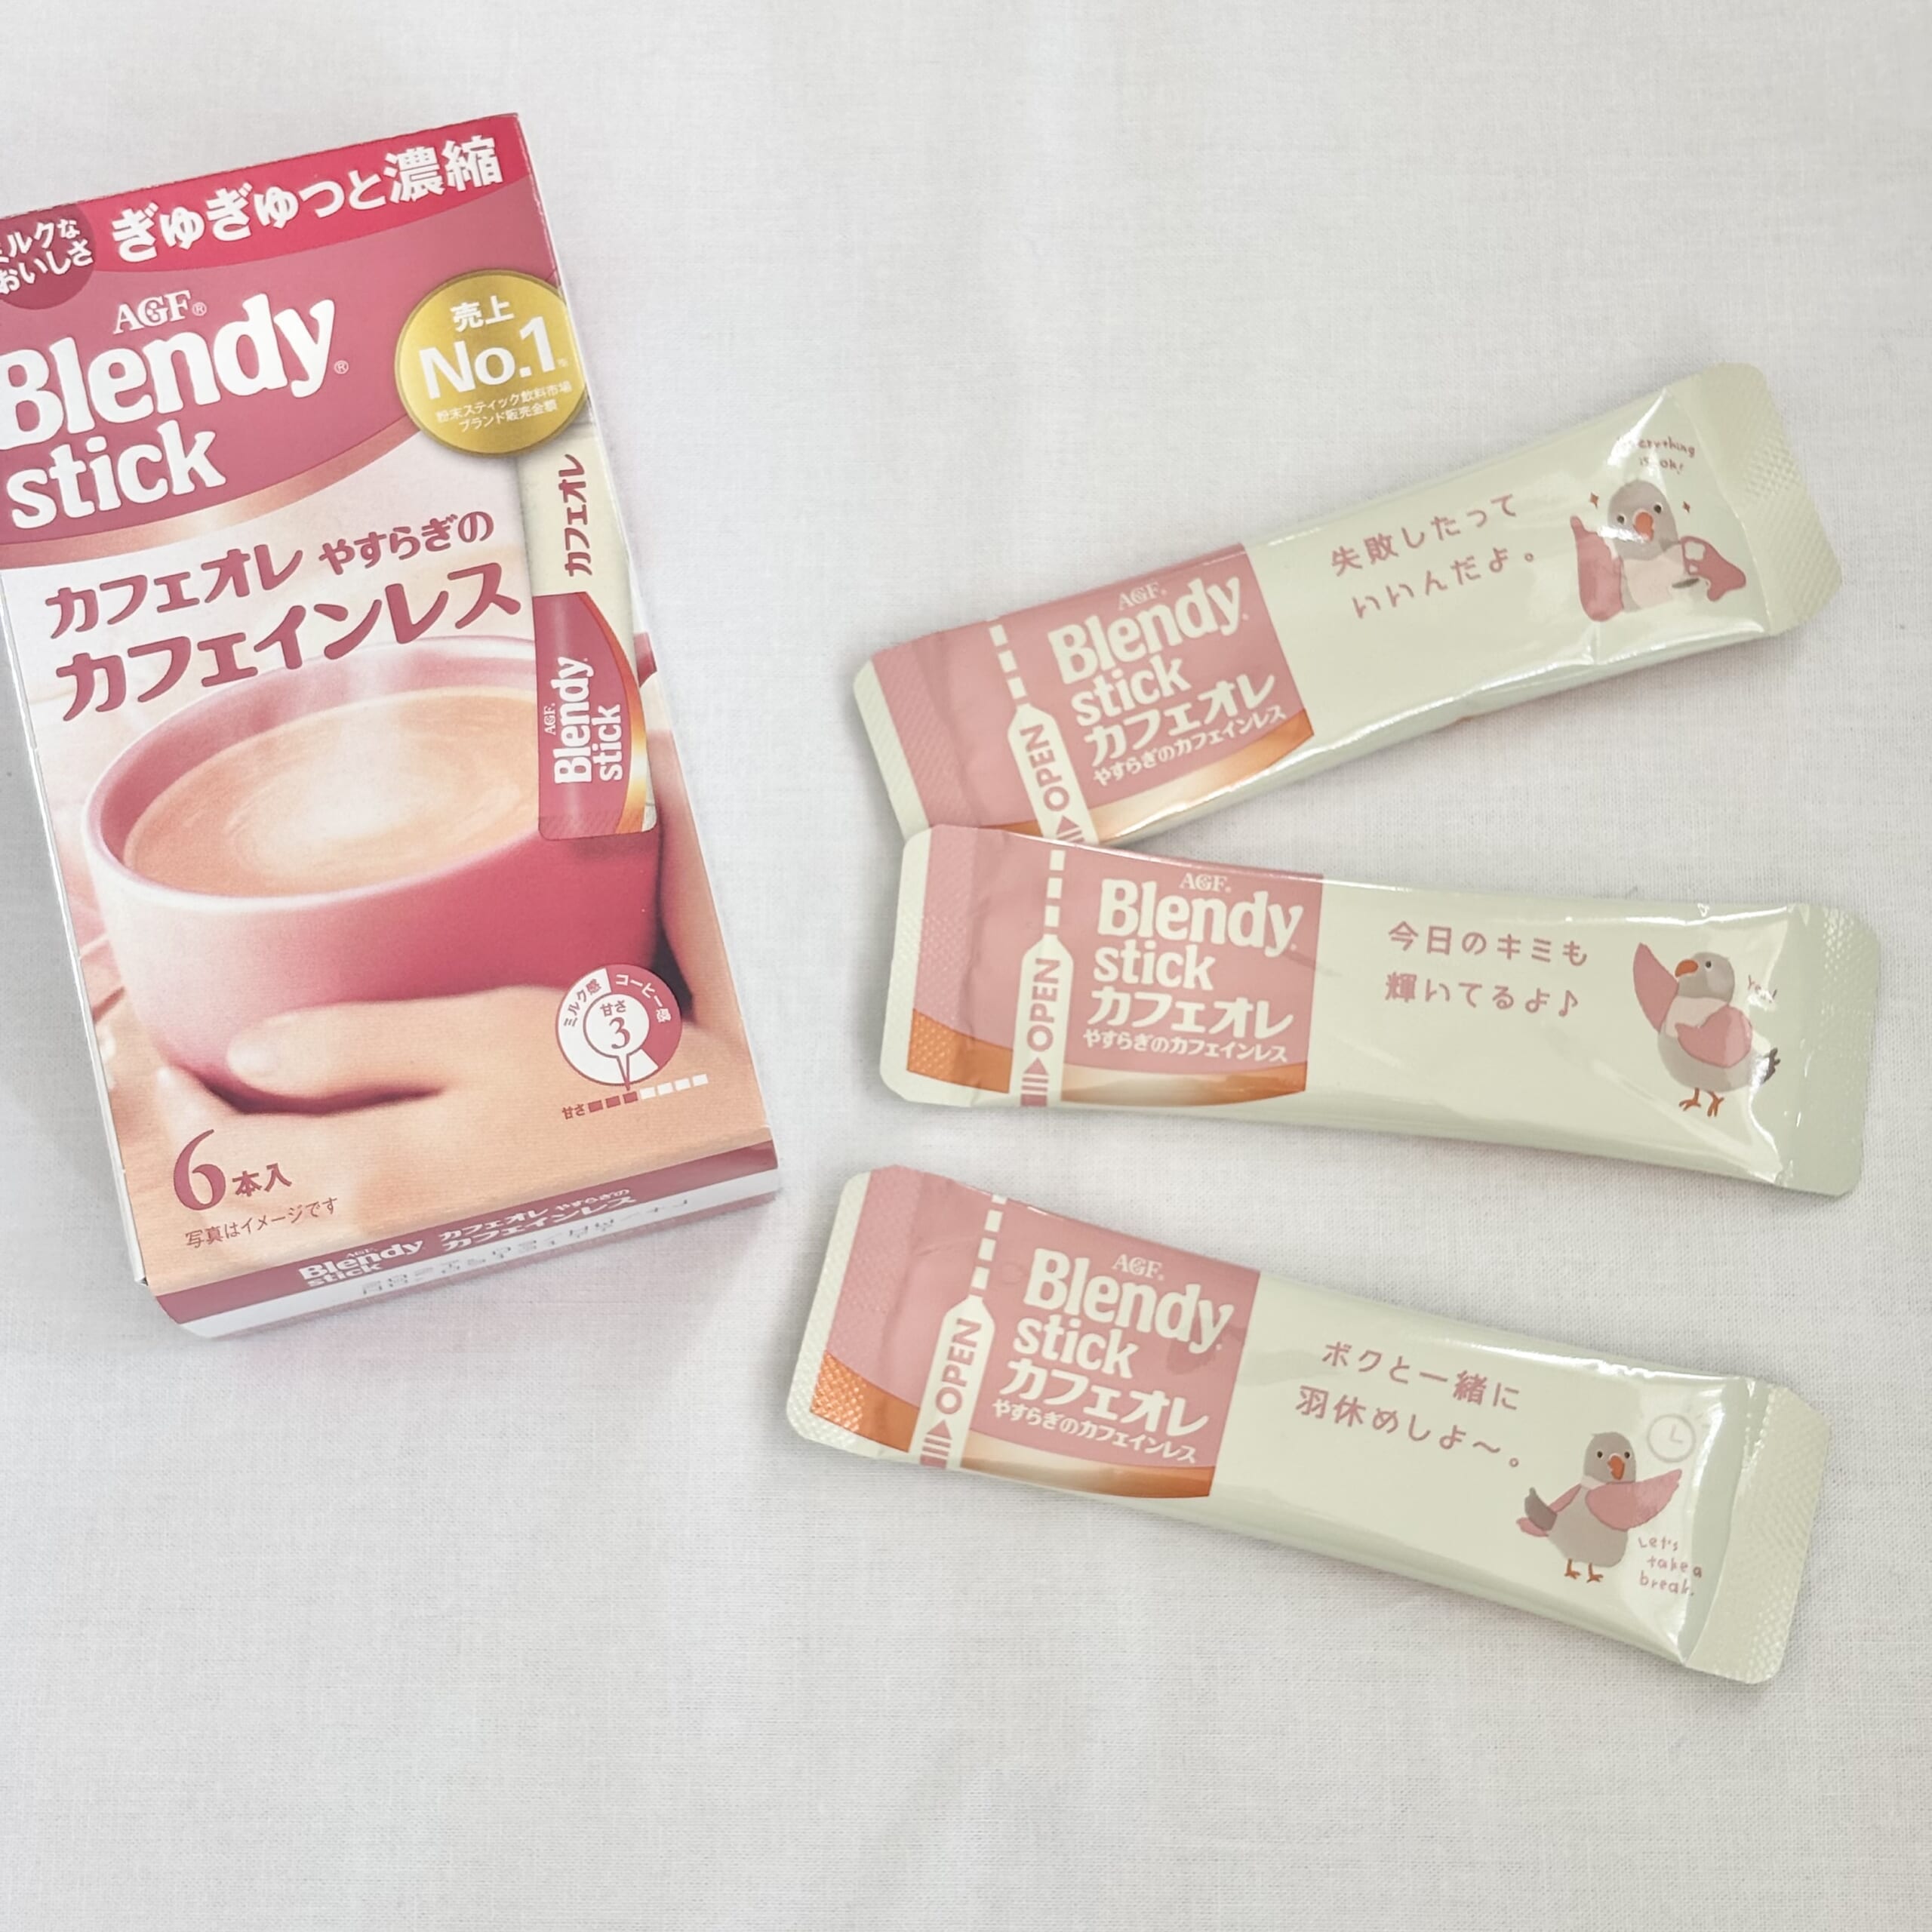 ぎゅぎゅっと濃縮
ルクな
おいしさ
AGF®
Blendy®
stick
売上
No.1
粉末スティック飲料市場
ブランド販売金額
カフェオレ やすらぎの
カフェインレス
カフェオレ
AGF
Blendy
stick
ミルク感
コーヒー感
甘さ
3
甘さ
6本入
写真はイメージです
AGF
Blendy
stick
カフェオレ やすらぎの
カフェインレス
OPEN
AGF®
Blendy®
stick
カフェオレ
やすらぎのカフェインレス
失敗したって
いいんだよ。
everything
is ok!
OPEN
AGF®
Blendy®
stick
カフェオレ
やすらぎのカフェインレス
今日のキミも
輝いてるよ♪
OPEN
AGF®
Blendy®
stick
カフェオレ
やすらぎのカフェインレス
ボクと一緒に
羽休めしよ〜。
Let's
take a
break.